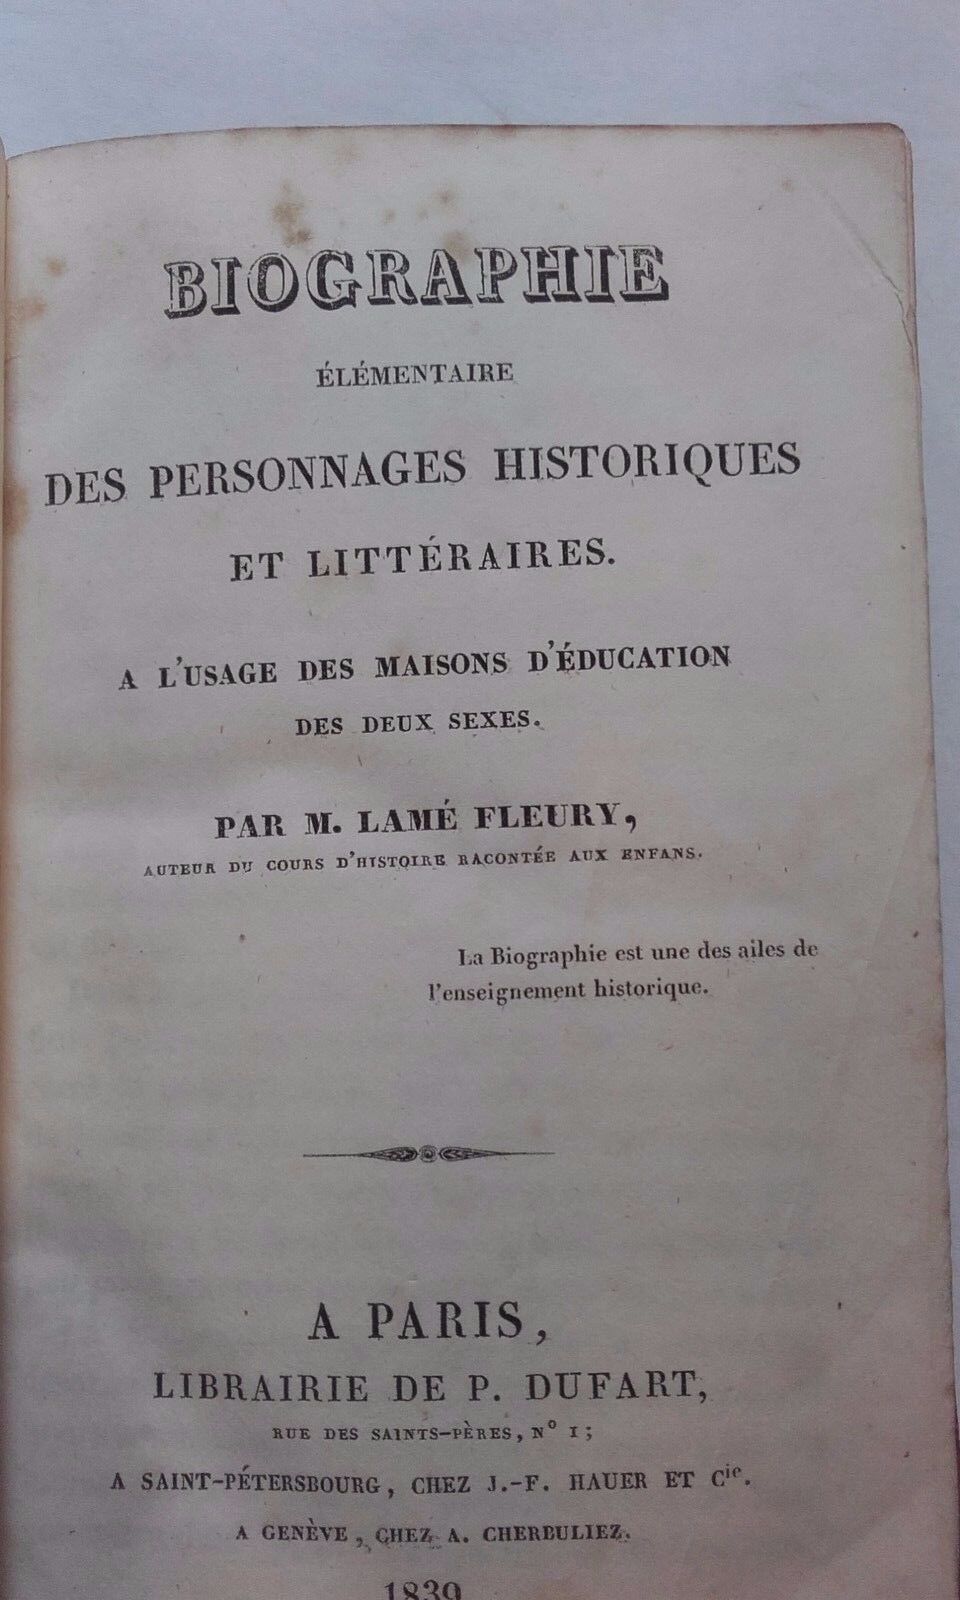 BIOGRAPHIE
ÉLÉMENTAIRE
DES PERSONNAGES HISTORIQUES
ET LITTÉRAIRES.
A L'USAGE DES MAISONS D'ÉDUCATION
DES DEUX SEXES.
PAR M. LAMÉ FLEURY,
AUTEUR DU COURS D'HISTOIRE RACONTÉE AUX ENFANS.
La Biographie est une des ailes de
l'enseignement historique.
A PARIS,
LIBRAIRIE DE P. DUFART,
RUE DES SAINTS-PÈRES, N° 1;
A SAINT-PÉTERSBOURG, CHEZ J.-F. HAUER ET Cie.
A GENÈVE, CHEZ A. CHERBULIEZ.
1839